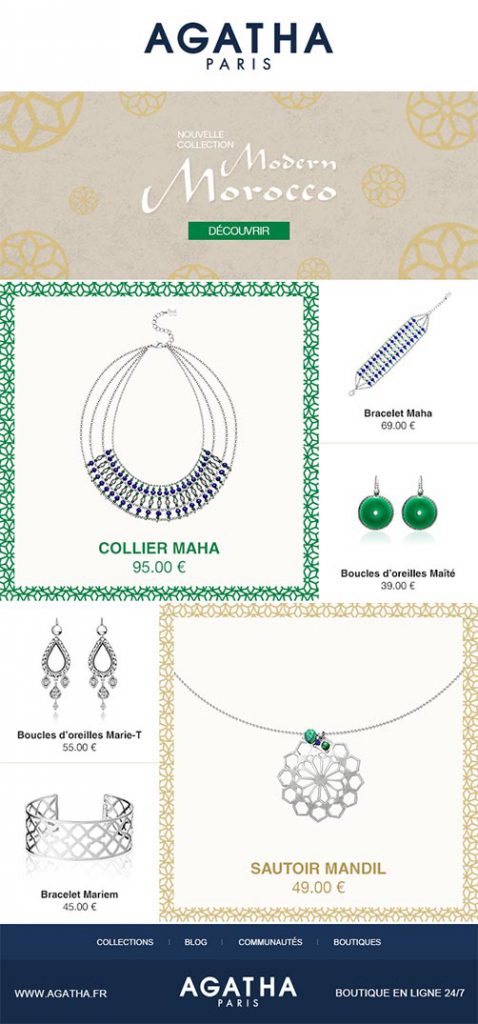 AGATHA
PARIS
NOUVELLE
COLLECTION
Modern
Morocco
DÉCOUVRIR
COLLIER MAHA
95.00 €
Bracelet Maha
69.00 €
Boucles d'oreilles Maïté
39.00 €
Boucles d'oreilles Marie-T
55.00 €
Bracelet Mariem
45.00 €
SAUTOIR MANDIL
49.00 €
COLLECTIONS | BLOG | COMMUNAUTÉS | BOUTIQUES
WWW.AGATHA.FR
AGATHA
PARIS
BOUTIQUE EN LIGNE 24/7